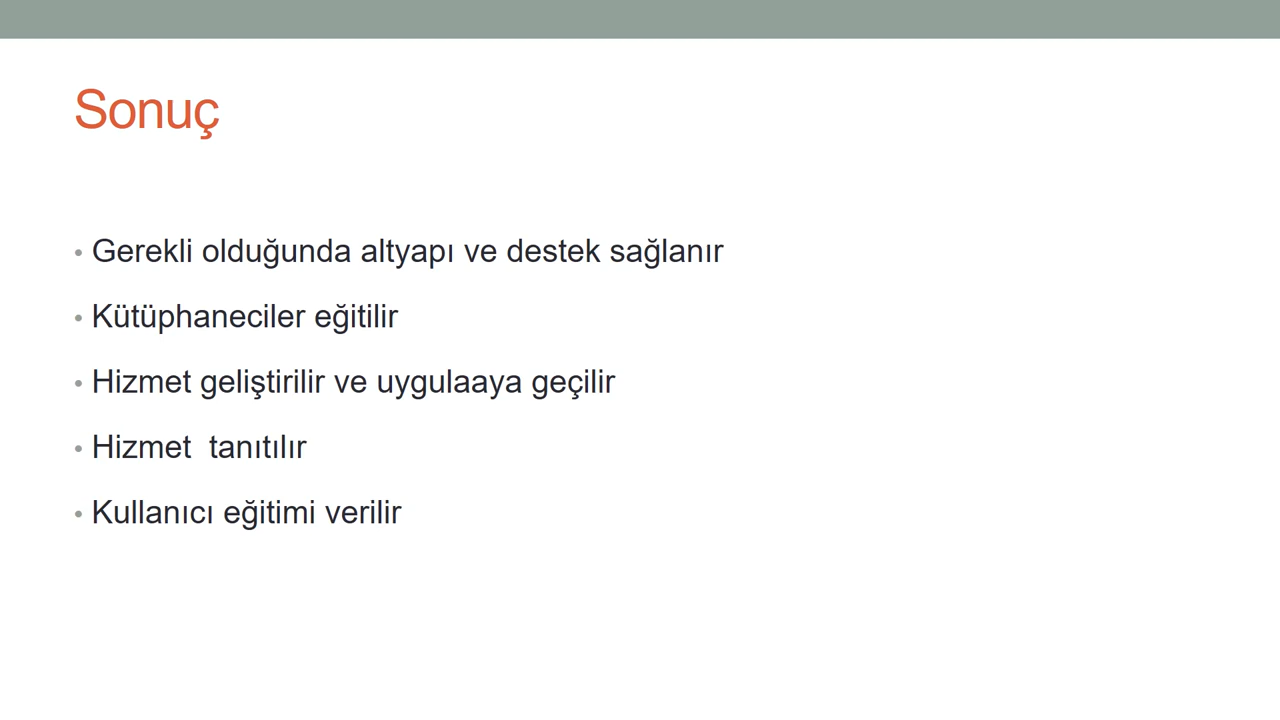 Sonuç
• Gerekli olduğunda altyapı ve destek sağlanır
• Kütüphaneciler eğitilir
• Hizmet geliştirilir ve uygulaaya geçilir
• Hizmet  tanıtılır
• Kullanıcı eğitimi verilir